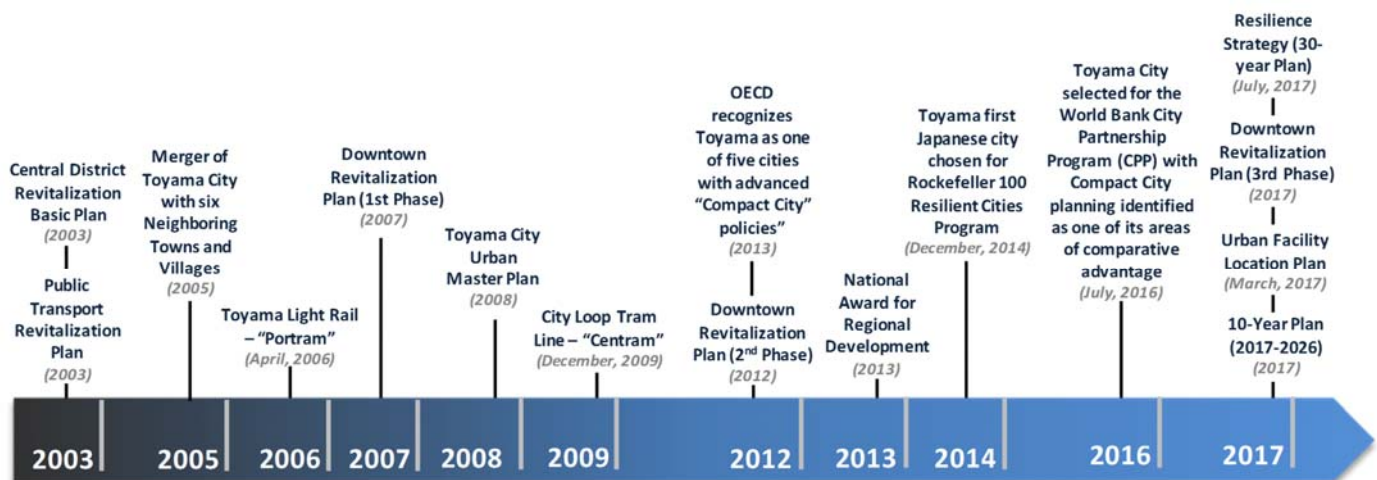 Central District
Revitalization
Basic Plan
(2003)
Public
Transport
Revitalization
Plan
(2003)
Merger of
Toyama City
with six
Neighboring
Towns and
Villages
(2005)
Toyama Light Rail
– “Portram”
(April, 2006)
Downtown
Revitalization
Plan (1st Phase)
(2007)
Toyama City
Urban
Master Plan
(2008)
City Loop Tram
Line – “Centram”
(December, 2009)
OECD
recognizes
Toyama as one
of five cities
with advanced
“Compact City”
policies”
(2013)
Downtown
Revitalization
Plan (2nd Phase)
(2012)
National
Award for
Regional
Development
(2013)
Toyama first
Japanese city
chosen for
Rockefeller 100
Resilient Cities
Program
(December, 2014)
Toyama City
selected for the
World Bank City
Partnership
Program (CPP) with
Compact City
planning identified
as one of its areas
of comparative
advantage
(July, 2016)
Resilience
Strategy (30-
year Plan)
(July, 2017)
Downtown
Revitalization
Plan (3rd Phase)
(2017)
Urban Facility
Location Plan
(March, 2017)
10-Year Plan
(2017-2026)
(2017)
2003
2005
2006
2007
2008
2009
2012
2013
2014
2016
2017